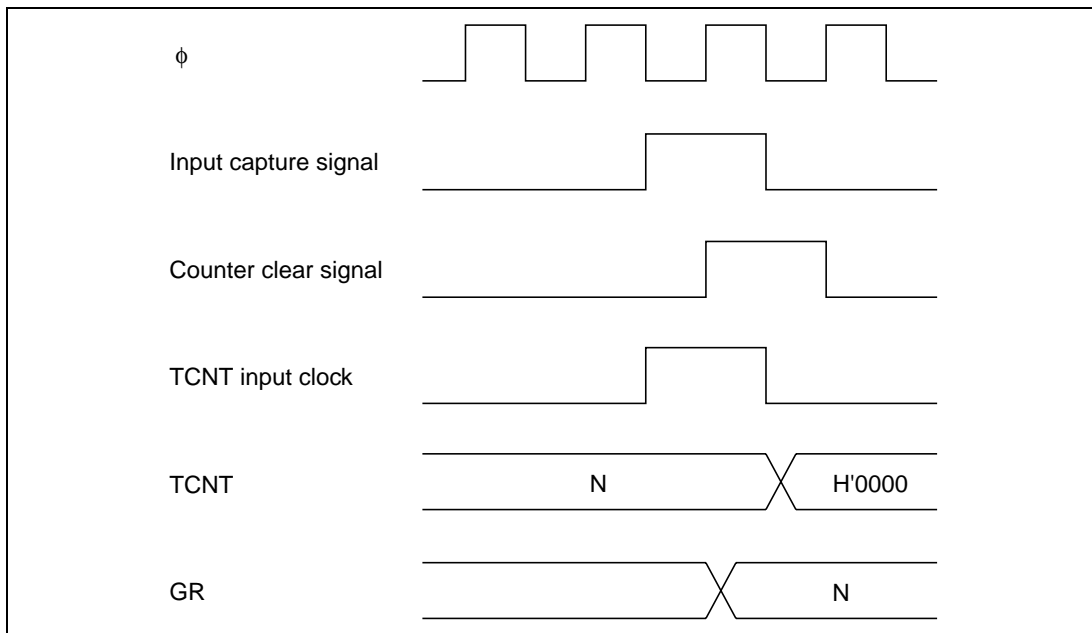 ϕ
Input capture signal
Counter clear signal
TCNT input clock
TCNT N H'0000
GR N